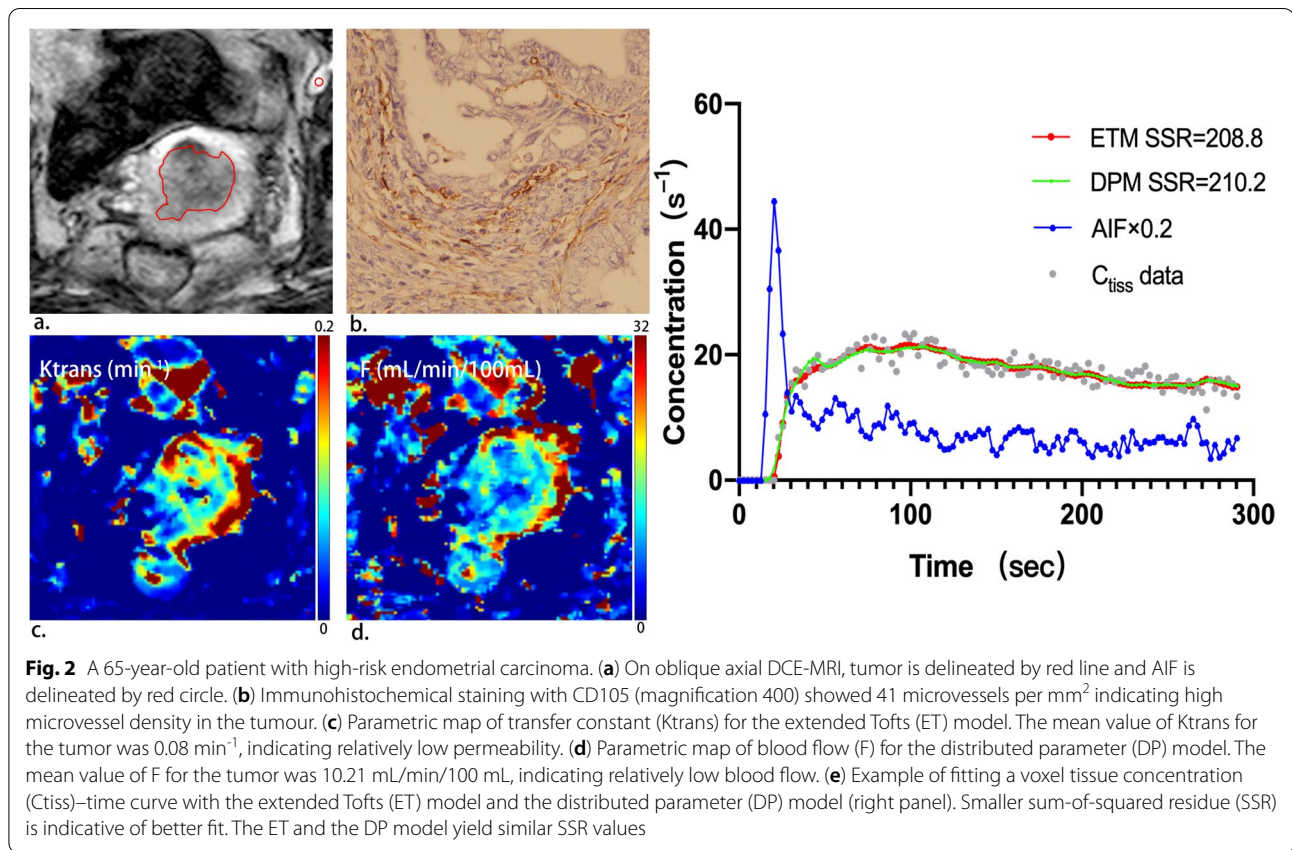 a.
b.
0.2
32
Ktrans (min⁻¹)
F (mL/min/100mL)
0
0
c.
d.
60
40
20
0
0
100
200
300
Concentration (s⁻¹)
Time (sec)
ETM SSR=208.8
DPM SSR=210.2
AIF×0.2
Ctiss data
Fig. 2 A 65-year-old patient with high-risk endometrial carcinoma. (a) On oblique axial DCE-MRI, tumor is delineated by red line and AIF is
delineated by red circle. (b) Immunohistochemical staining with CD105 (magnification 400) showed 41 microvessels per mm² indicating high
microvessel density in the tumour. (c) Parametric map of transfer constant (Ktrans) for the extended Tofts (ET) model. The mean value of Ktrans for
the tumor was 0.08 min⁻¹, indicating relatively low permeability. (d) Parametric map of blood flow (F) for the distributed parameter (DP) model. The
mean value of F for the tumor was 10.21 mL/min/100 mL, indicating relatively low blood flow. (e) Example of fitting a voxel tissue concentration
(Ctiss)–time curve with the extended Tofts (ET) model and the distributed parameter (DP) model (right panel). Smaller sum-of-squared residue (SSR)
is indicative of better fit. The ET and the DP model yield similar SSR values